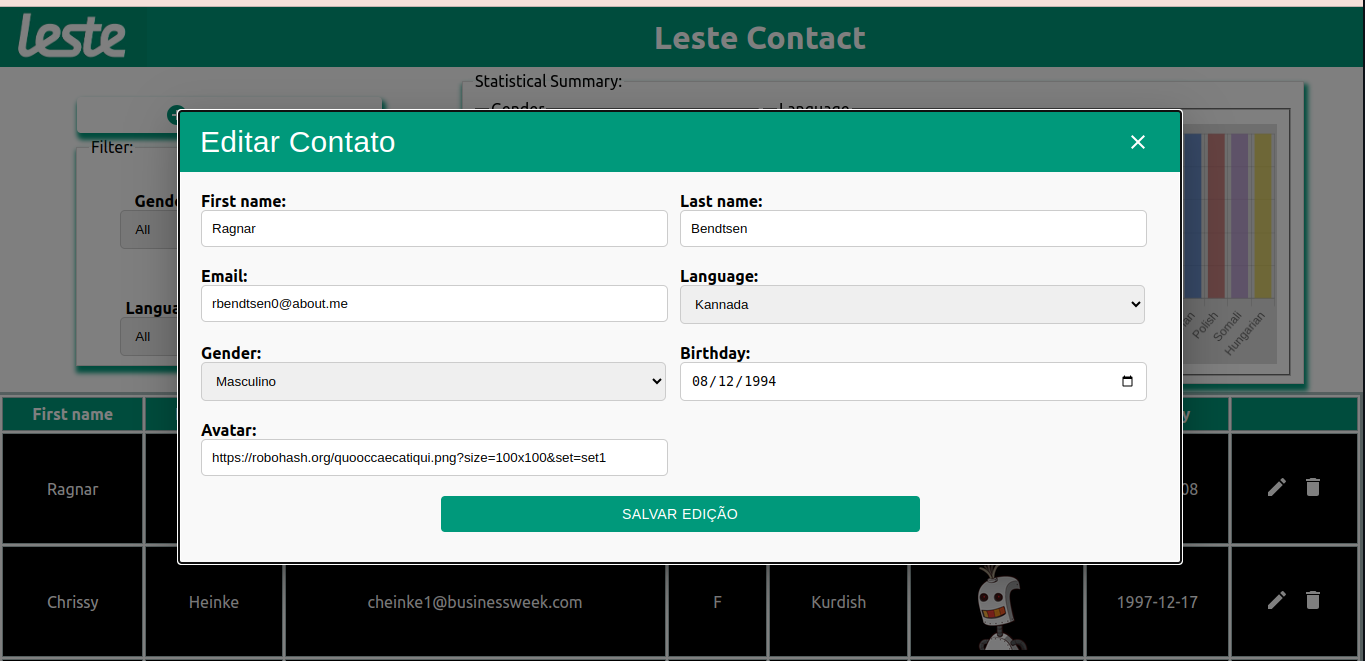 leste
Leste Contact
Statistical Summary:
Gender
Language
Filter:
All
All
Polish
Somali
Hungarian
Editar Contato
First name:
Last name:
Ragnar
Bendtsen
Email:
Language:
rbendtsen0@about.me
Kannada
Gender:
Birthday:
Masculino
08/12/1994
Avatar:
https://robohash.org/quooccaecatiqui.png?size=100x100&set=set1
SALVAR EDIÇÃO
First name
Ragnar
08
Chrissy Heinke cheinke1@businessweek.com F Kurdish 1997-12-17